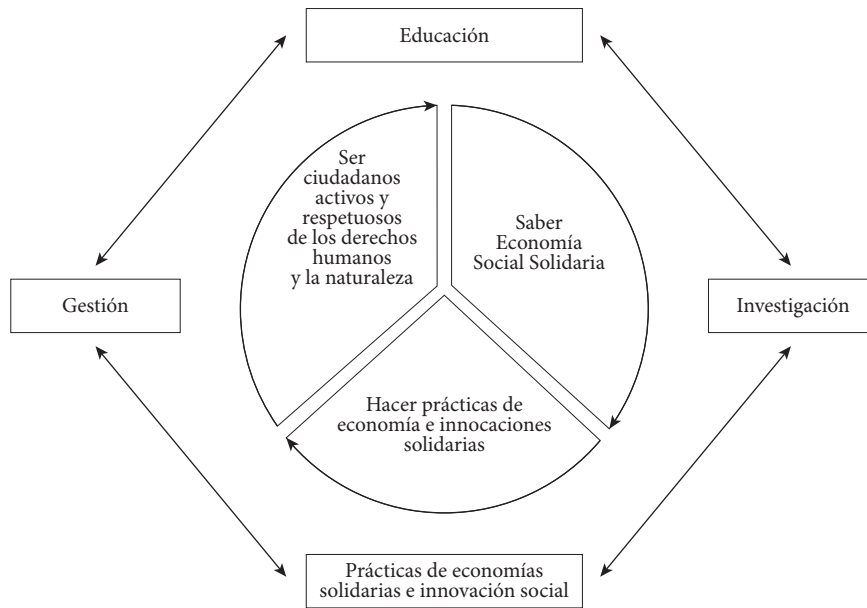 Educación
Ser
ciudadanos
activos y
respetuosos
de los derechos
humanos
y la naturaleza
Saber
Economía
Social Solidaria
Gestión
Investigación
Hacer prácticas de
economía e innocaciones
solidarias
Prácticas de economías
solidarias e innovación social